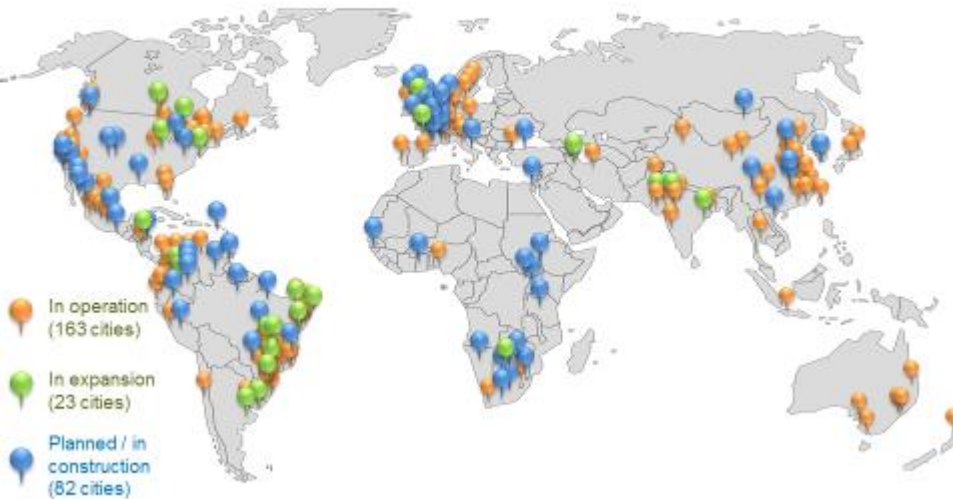 In operation
(163 cities)
In expansion
(23 cities)
Planned / in
construction
(82 cities)